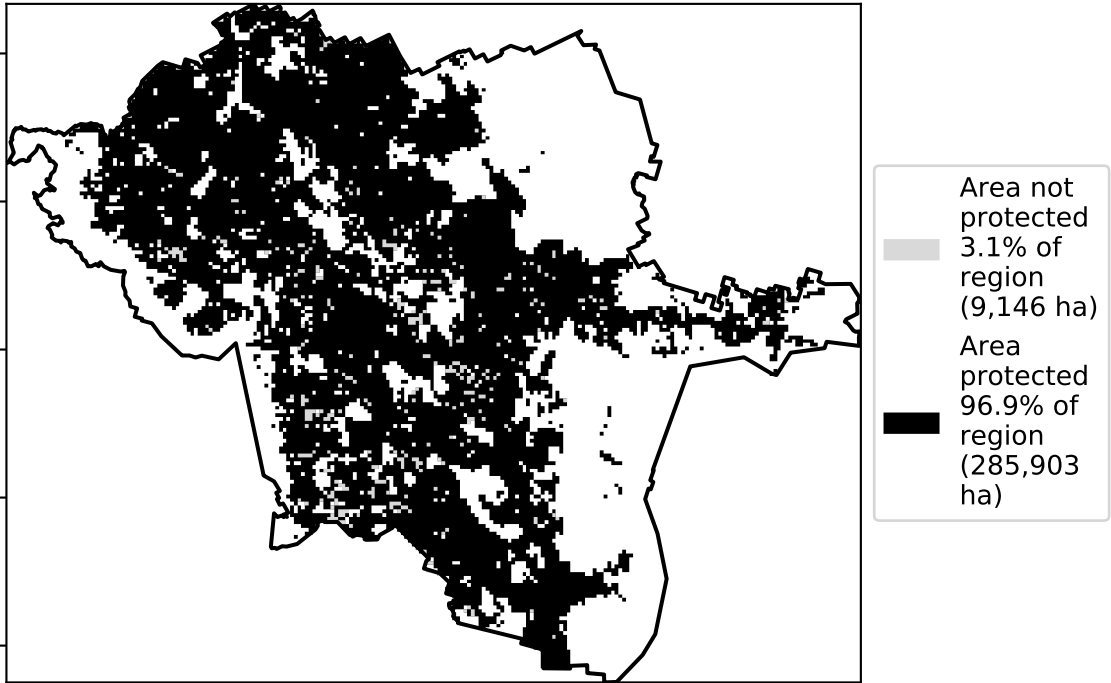 Area not
protected
3.1% of
region
(9,146 ha)
Area
protected
96.9% of
region
(285,903
ha)